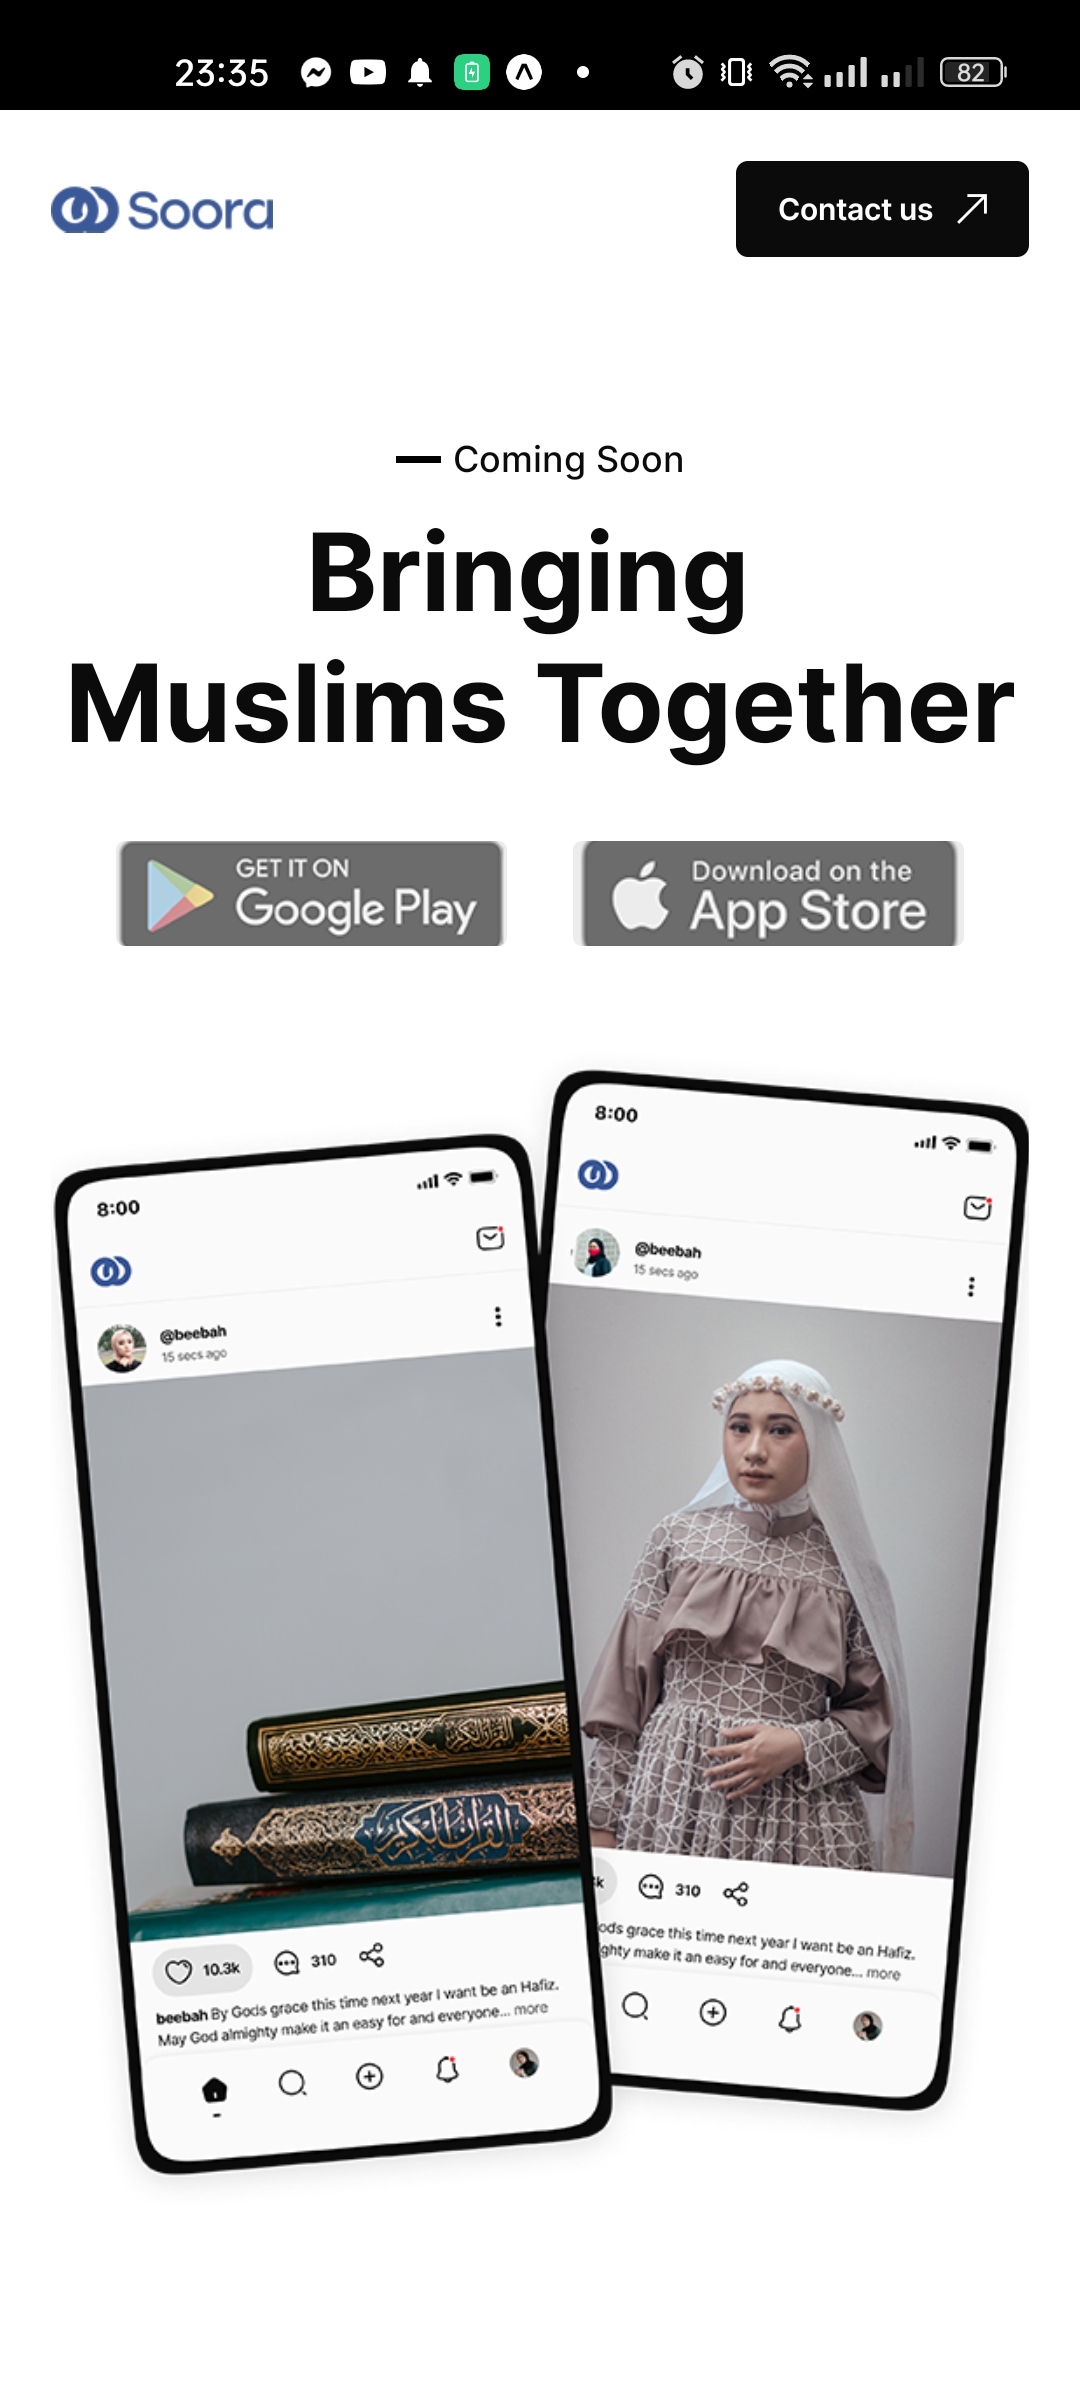 23:35
82
Soora
Contact us
Coming Soon
Bringing
Muslims Together
GET IT ON
Google Play
Download on the
App Store
8:00
@beebah
15 secs ago
القرآن الكريم
القرآن الكريم
10.3k
310
beebah By Gods grace this time next year I want be an Hafiz.
May God almighty make it an easy for and everyone... more
8:00
@beebah
15 secs ago
k
310
ods grace this time next year I want be an Hafiz.
ghty make it an easy for and everyone... more